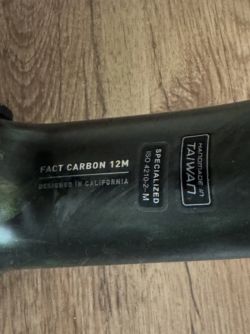 FACT CARBON 12M
DESIGNED IN CALIFORNIA
SPECIALIZED
ISO 4210-2 - M
HANDMADE IN
TAIWAN